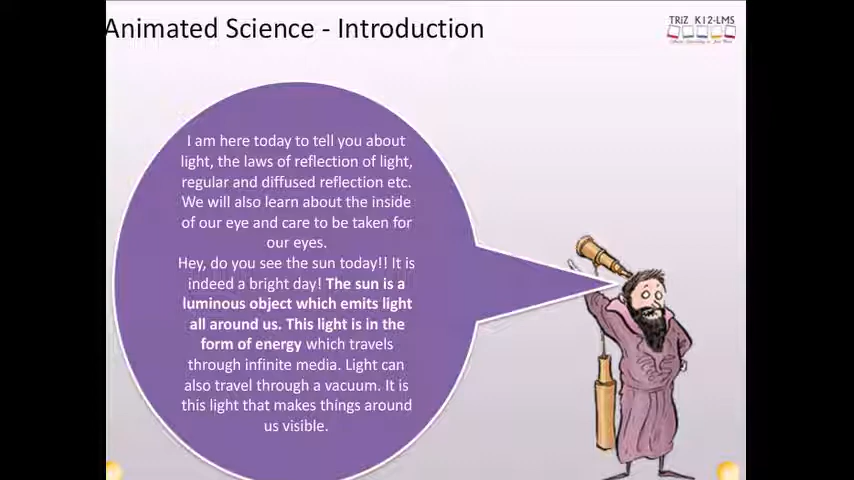 Animated Science - Introduction
TRIZ K12-LMS
I am here today to tell you about
light, the laws of reflection of light,
regular and diffused reflection etc.
We will also learn about the inside
of our eye and care to be taken for
our eyes.
Hey, do you see the sun today!! It is
indeed a bright day! The sun is a
luminous object which emits light
all around us. This light is in the
form of energy which travels
through infinite media. Light can
also travel through a vacuum. It is
this light that makes things around
us visible.